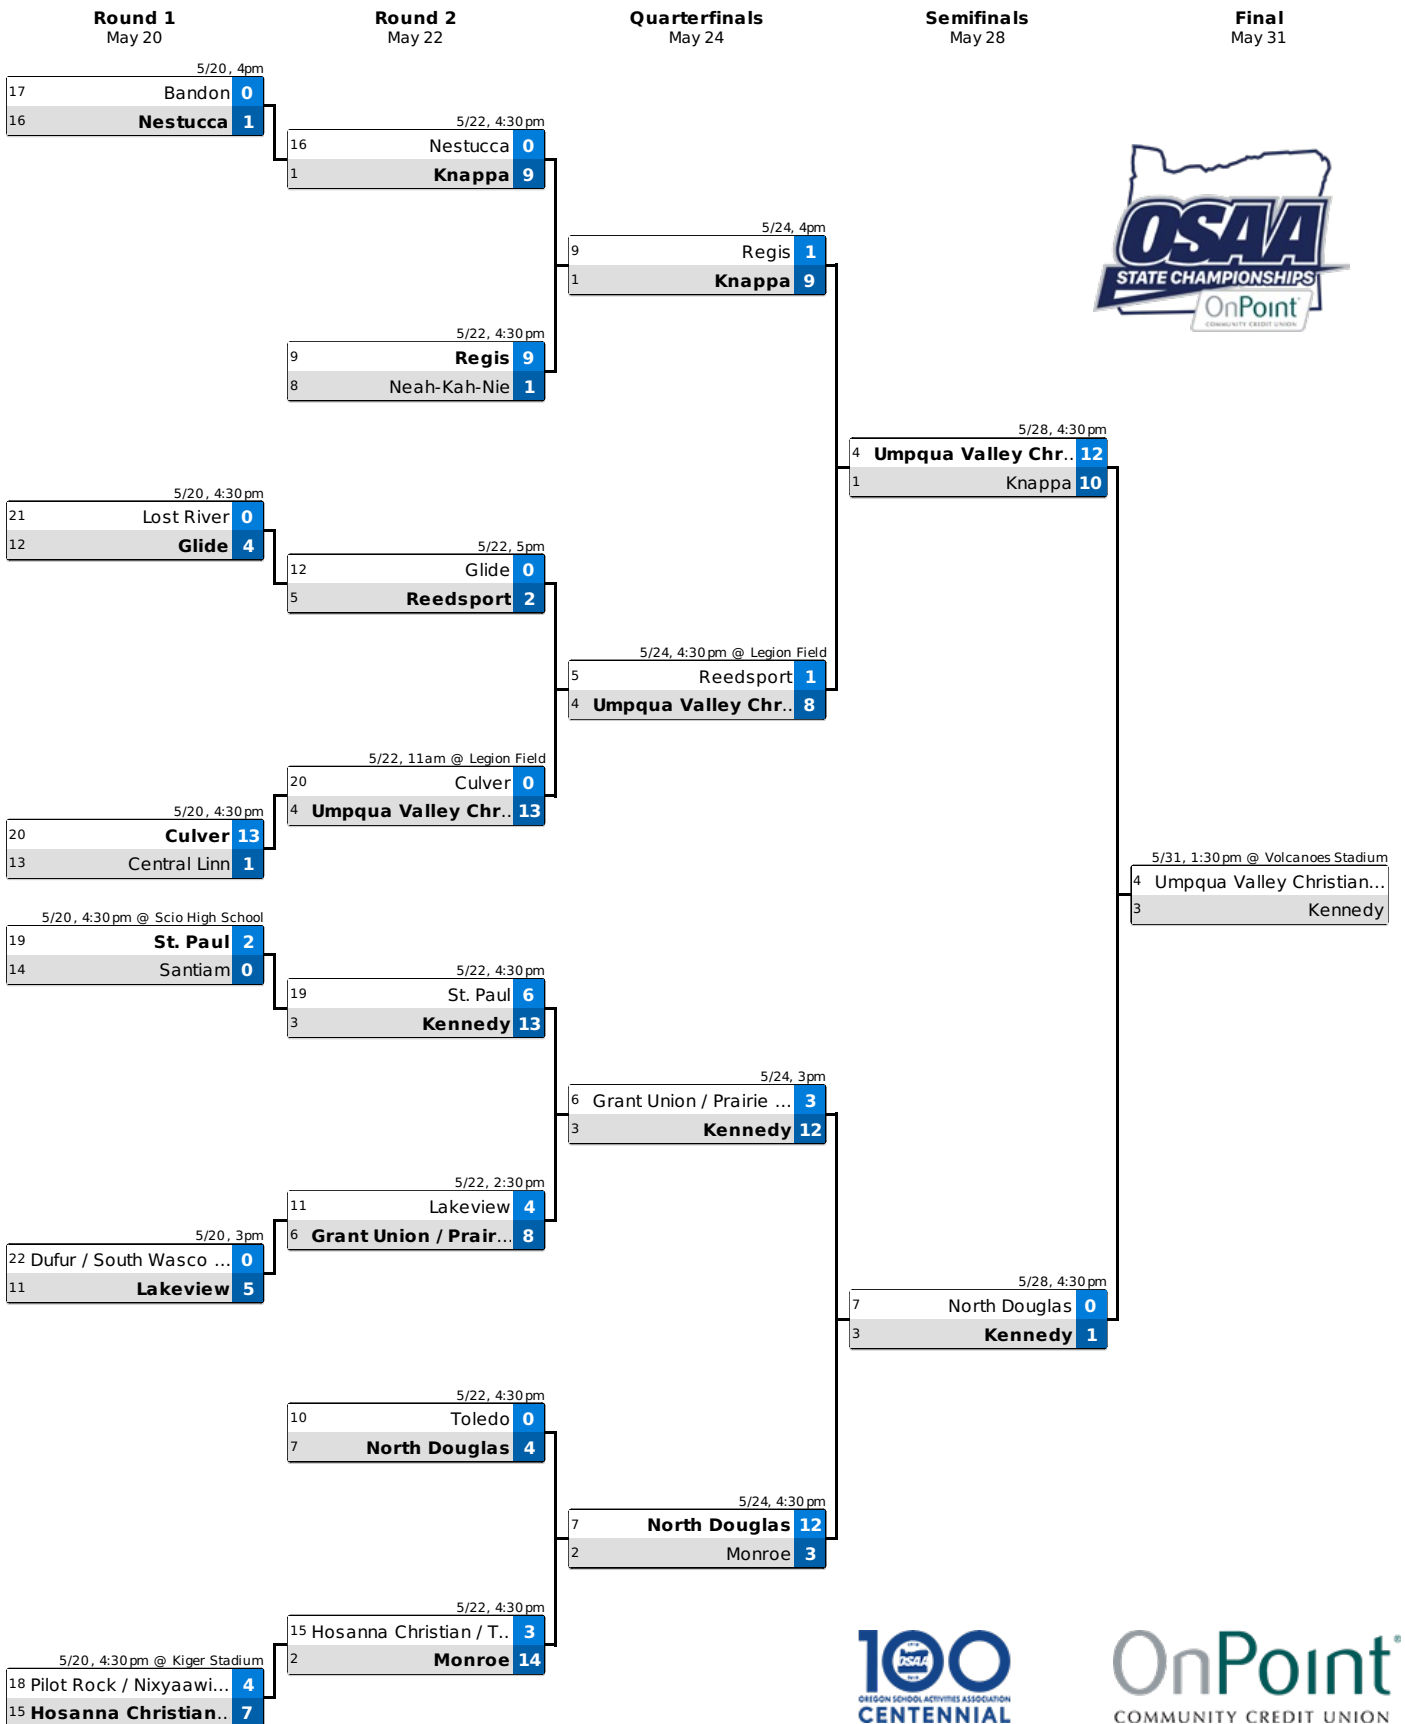 Round 1
May 20
Round 2
May 22
Quarterfinals
May 24
Semifinals
May 28
Final
May 31
5/20, 4pm
17 Bandon 0
16 Nestucca 1
5/22, 4:30pm
16 Nestucca 0
1 Knappa 9
OSAA
STATE CHAMPIONSHIPS
OnPoint
COMMUNITY CREDIT UNION
5/24, 4pm
9 Regis 1
1 Knappa 9
5/22, 4:30pm
9 Regis 9
8 Neah-Kah-Nie 1
5/28, 4:30pm
4 Umpqua Valley Chr.. 12
1 Knappa 10
5/20, 4:30pm
21 Lost River 0
12 Glide 4
5/22, 5pm
12 Glide 0
5 Reedsport 2
5/24, 4:30pm @ Legion Field
5 Reedsport 1
4 Umpqua Valley Chr.. 8
5/22, 11am @ Legion Field
20 Culver 0
4 Umpqua Valley Chr.. 13
5/20, 4:30pm
20 Culver 13
13 Central Linn 1
5/31, 1:30pm @ Volcanoes Stadium
4 Umpqua Valley Christian...
3 Kennedy
5/20, 4:30pm @ Scio High School
19 St. Paul 2
14 Santiam 0
5/22, 4:30pm
19 St. Paul 6
3 Kennedy 13
5/24, 3pm
6 Grant Union / Prairie ... 3
3 Kennedy 12
5/22, 2:30pm
11 Lakeview 4
6 Grant Union / Prair... 8
5/20, 3pm
22 Dufur / South Wasco ... 0
11 Lakeview 5
5/28, 4:30pm
7 North Douglas 0
3 Kennedy 1
5/22, 4:30pm
10 Toledo 0
7 North Douglas 4
5/24, 4:30pm
7 North Douglas 12
2 Monroe 3
5/22, 4:30pm
15 Hosanna Christian / T.. 3
2 Monroe 14
5/20, 4:30pm @ Kiger Stadium
18 Pilot Rock / Nixyaawi... 4
15 Hosanna Christian.. 7
100
OSAA
OREGON SCHOOL ACTIVITIES ASSOCIATION
CENTENNIAL
OnPoint®
COMMUNITY CREDIT UNION